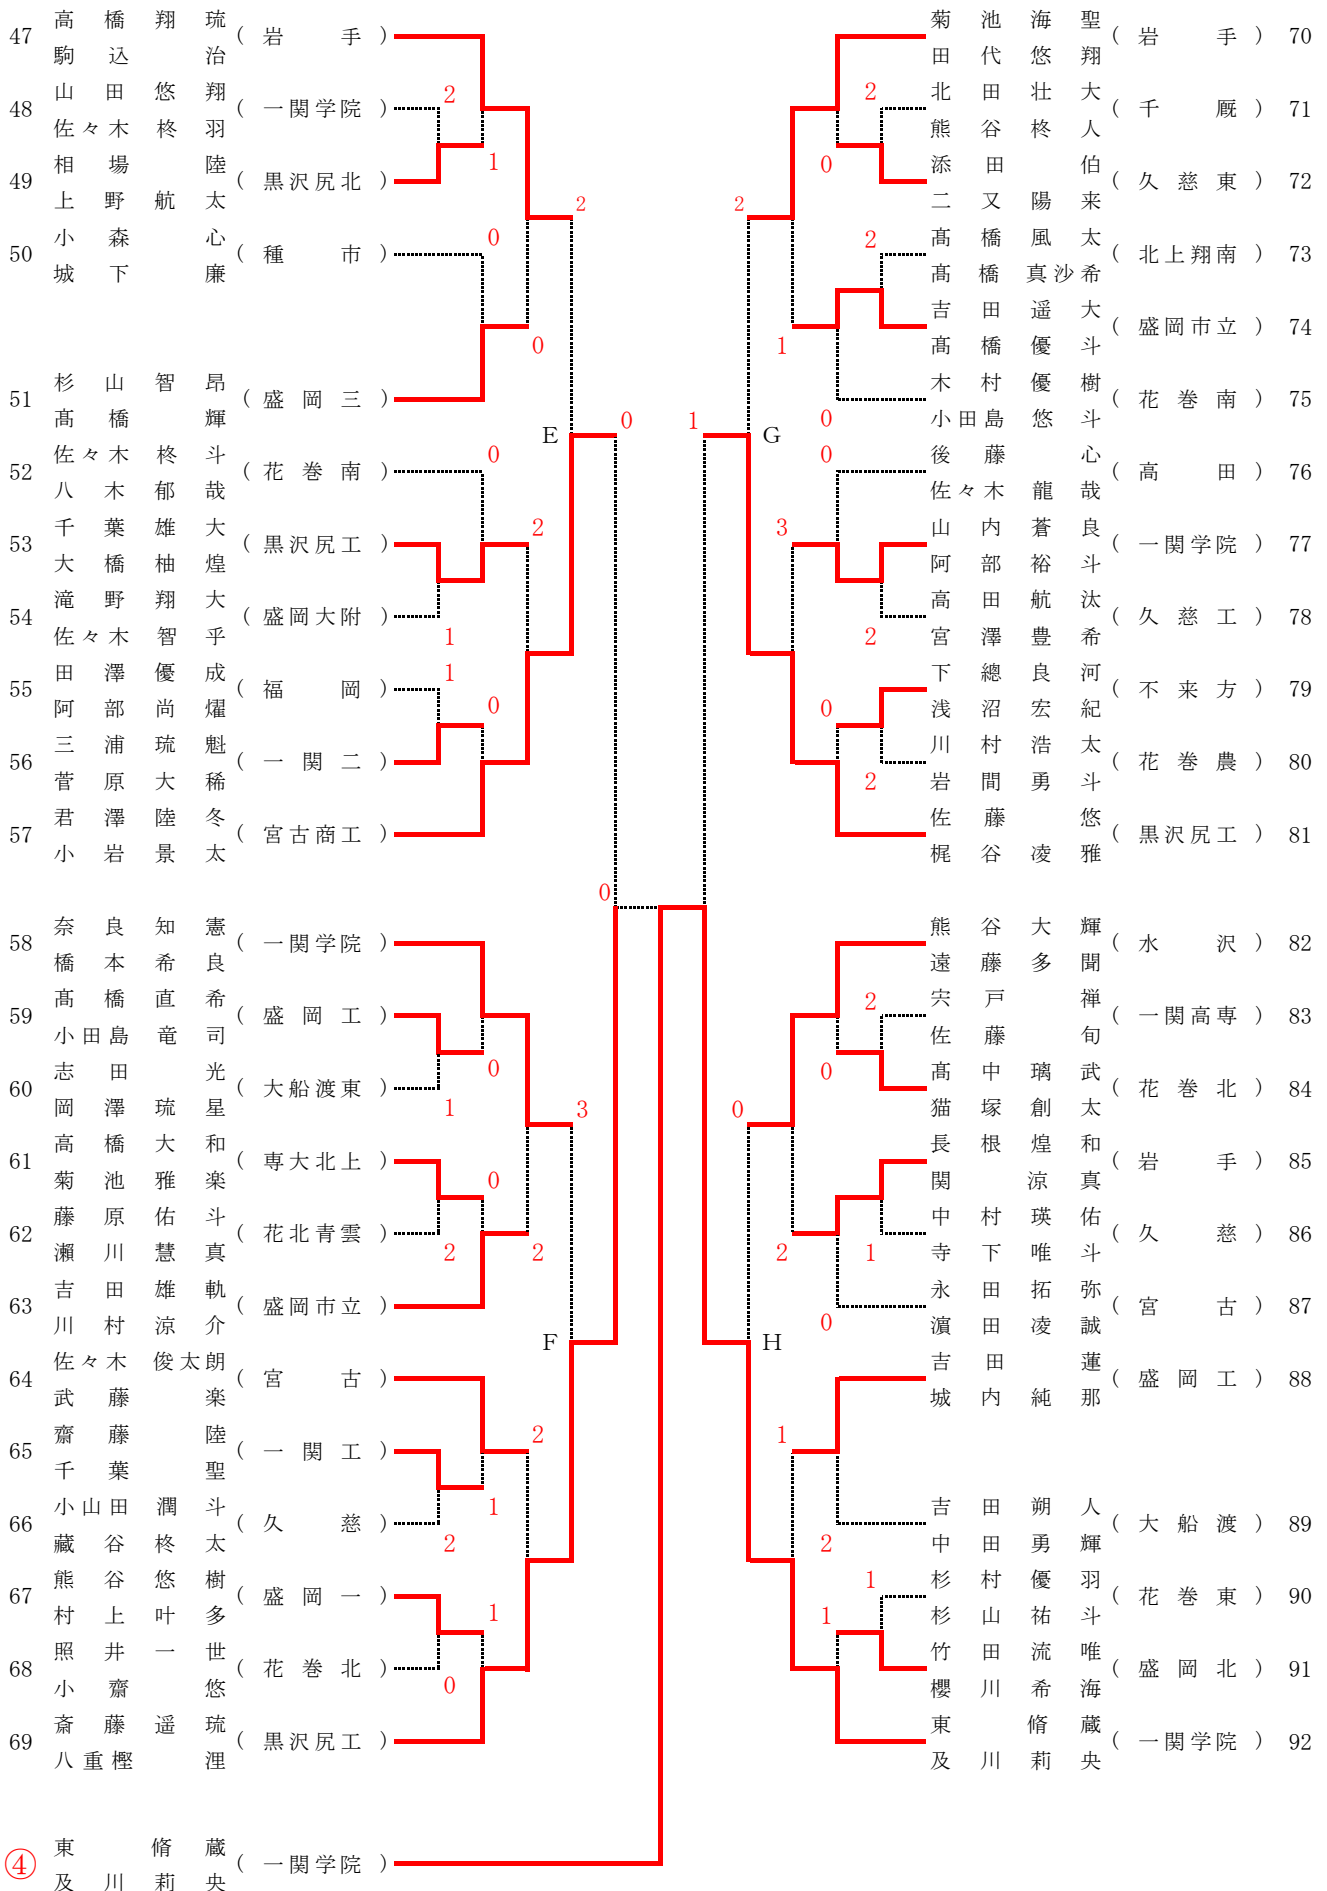 47 高橋翔琉 駒込治 (岩手)
48 山田悠翔 佐々木柊羽 (一関学院) 2
49 相場陸 上野航太 (黒沢尻北) 1
2
50 小森心 城下廉 (種市) 0
0
51 杉山智昂 髙橋輝 (盛岡三)
E 0
52 佐々木柊斗 八木郁哉 (花巻南) 0
53 千葉雄大 大橋柚煌 (黒沢尻工) 2
54 滝野翔大 佐々木智乎 (盛岡大附) 1
55 田澤優成 阿部尚燿 (福岡) 1
0
56 三浦琉魁 菅原大稀 (一関二)
57 君澤陸冬 小岩景太 (宮古商工)
0
58 奈良知憲 橋本希良 (一関学院)
59 髙橋直希 小田島竜司 (盛岡工) 0
60 志田光 岡澤琉星 (大船渡東) 1
3
61 高橋大和 菊池雅楽 (専大北上) 0
62 藤原佑斗 瀬川慧真 (花北青雲) 2 2
63 吉田雄軌 川村涼介 (盛岡市立)
F
64 佐々木俊太朗 武藤楽 (宮古)
2
65 齋藤陸 千葉聖 (一関工) 1
66 小山田潤斗 藏谷柊太 (久慈) 2
67 熊谷悠樹 村上叶多 (盛岡一) 1
68 照井一世 小齋悠 (花巻北) 0
69 斎藤遥琉 八重樫浬 (黒沢尻工)
④ 東脩蔵 及川莉央 (一関学院)
菊池海聖 田代悠翔 (岩手) 70
2 北田壮大 熊谷柊人 (千厩) 71
0 添田伯 二又陽来 (久慈東) 72
2
2 髙橋風太 髙橋真沙希 (北上翔南) 73
1 吉田遥大 髙橋優斗 (盛岡市立) 74
0 木村優樹 小田島悠斗 (花巻南) 75
1 G
0 後藤心 佐々木龍哉 (高田) 76
3 山内蒼良 阿部裕斗 (一関学院) 77
2 高田航汰 宮澤豊希 (久慈工) 78
0 下總良河 浅沼宏紀 (不来方) 79
2 川村浩太 岩間勇斗 (花巻農) 80
佐藤悠 梶谷凌雅 (黒沢尻工) 81
熊谷大輝 遠藤多聞 (水沢) 82
2 宍戸禅 佐藤旬 (一関高専) 83
0 髙中璃武 猫塚創太 (花巻北) 84
0
長根煌和 関涼真 (岩手) 85
2 1 中村瑛佑 寺下唯斗 (久慈) 86
0 永田拓弥 濵田凌誠 (宮古) 87
H
吉田蓮 城内純那 (盛岡工) 88
1
2 吉田朔人 中田勇輝 (大船渡) 89
1 杉村優羽 杉山祐斗 (花巻東) 90
1 竹田流唯 櫻川希海 (盛岡北) 91
東脩蔵 及川莉央 (一関学院) 92